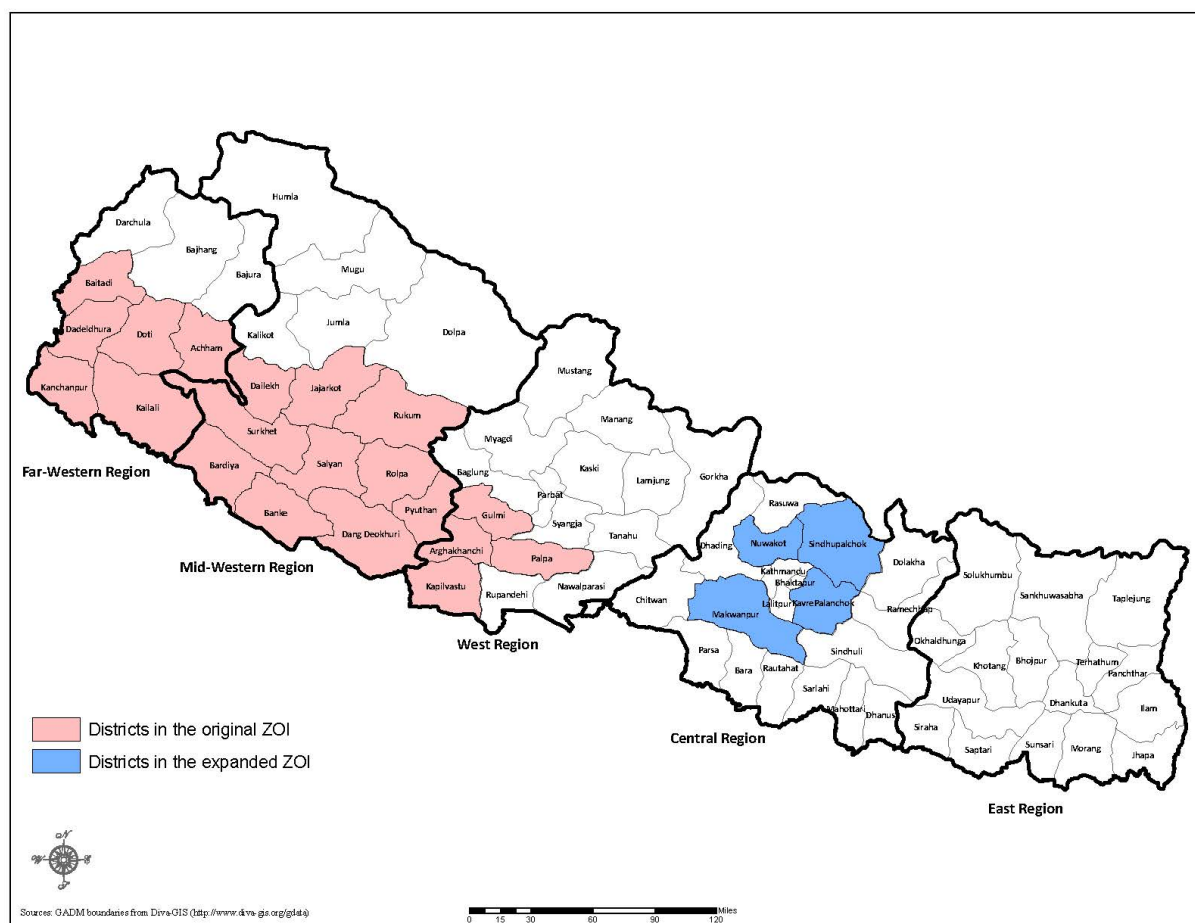 Humla
Darchula
Bajhang
Bajura
Mugu
Baitadi
Jumla
Dolpa
Kalikot
Dadeldhura
Doti
Achham
Mustang
Kanchanpur
Kailali
Dailekh
Jajarkot
Rukum
Manang
Surkhet
Myagdi
Far-Western Region
Bardiya
Salyan
Rolpa
Baglung
Kaski
Lamjung
Gorkha
Parbat
Rasuwa
Banke
Pyuthan
Gulmi
Syangja
Dang Deokhuri
Tanahu
Nuwakot
Sindhupalchok
Dhading
Arghakhanchi
Palpa
Dolakha
Mid-Western Region
Kathmandu
Solukhumbu
Bhaktapur
Kapilvastu
Rupandehi
Nawalparasi
Sankhuwasabha
Taplejung
Chitwan
Makwanpur
Lalitpur
Kavre Palanchok
Ramechhap
West Region
Okhaldhunga
Parsa
Sindhuli
Khotang
Bhojpur
Terhathum
Panchthar
Bara
Rautahat
Sarlahi
Udayapur
Dhankuta
Ilam
Mahottari
Dhanus
Siraha
Districts in the original ZOI
Central Region
Saptari
Sunsari
Morang
Jhapa
Districts in the expanded ZOI
East Region
N
W
Sources: GADM boundaries from Diva-GIS (http://www.diva-gis.org/gdata)
Miles
0 15 30 60 90 120